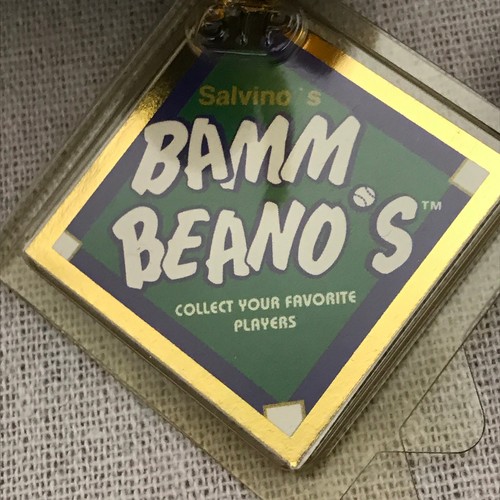 Salvino's
BAMM
BEANO'S™
COLLECT YOUR FAVORITE
PLAYERS